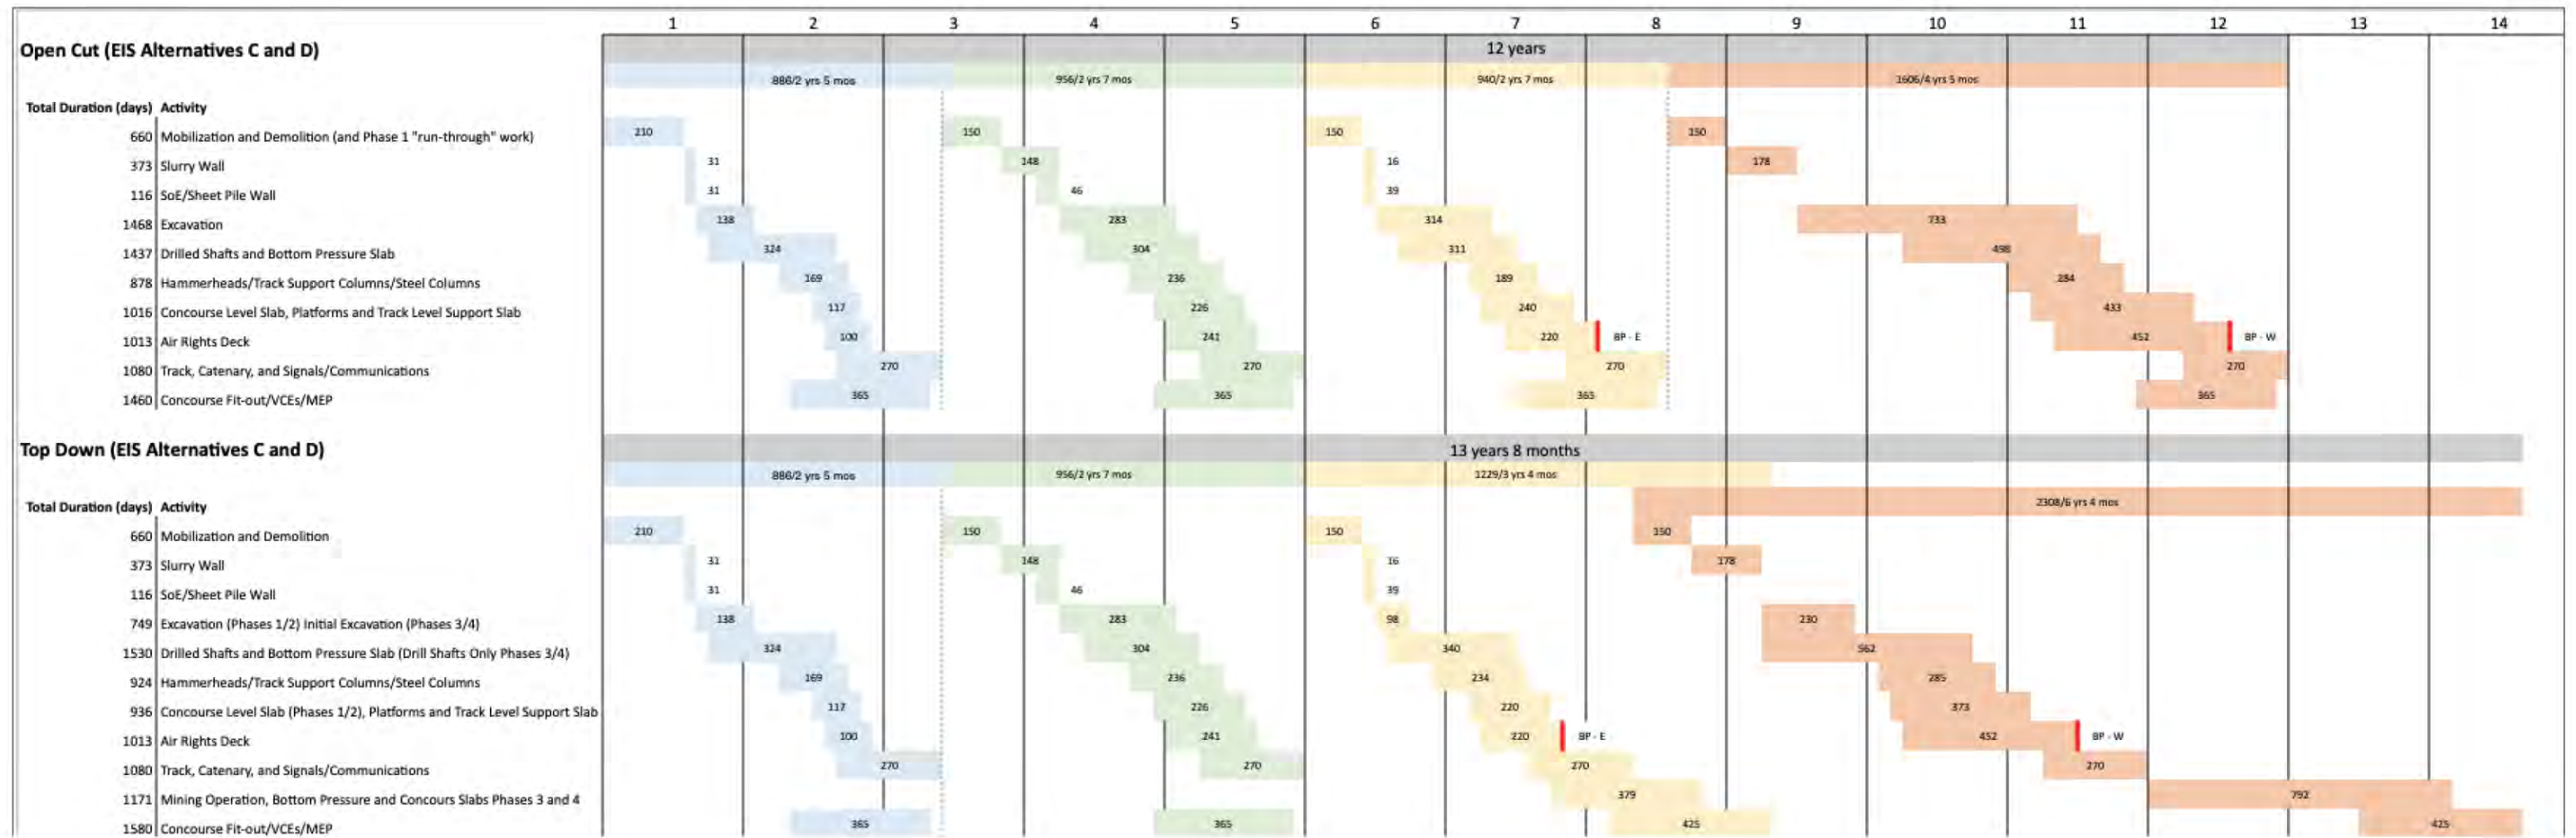 1 2 3 4 5 6 7 8 9 10 11 12 13 14
Open Cut (EIS Alternatives C and D) 12 years
886/2 yrs 5 mos 956/2 yrs 7 mos 940/2 yrs 7 mos 1606/4 yrs 5 mos
Total Duration (days) Activity
660 Mobilization and Demolition (and Phase 1 "run-through" work) 210 150 150 150
373 Slurry Wall 31 148 16 178
116 SoE/Sheet Pile Wall 31 46 39
1468 Excavation 138 283 314 733
1437 Drilled Shafts and Bottom Pressure Slab 324 304 311 498
878 Hammerheads/Track Support Columns/Steel Columns 169 236 189 284
1016 Concourse Level Slab, Platforms and Track Level Support Slab 117 226 240 433
1013 Air Rights Deck 100 241 220 BP - E 452 BP - W
1080 Track, Catenary, and Signals/Communications 270 270 270 270
1460 Concourse Fit-out/VCEs/MEP 365 365 365 365
Top Down (EIS Alternatives C and D) 13 years 8 months
886/2 yrs 5 mos 956/2 yrs 7 mos 1229/3 yrs 4 mos
2308/6 yrs 4 mos
Total Duration (days) Activity
660 Mobilization and Demolition 210 150 150 150
373 Slurry Wall 31 148 16 178
116 SoE/Sheet Pile Wall 31 46 39
749 Excavation (Phases 1/2) Initial Excavation (Phases 3/4) 138 283 98 230
1530 Drilled Shafts and Bottom Pressure Slab (Drill Shafts Only Phases 3/4) 324 304 340 562
924 Hammerheads/Track Support Columns/Steel Columns 169 236 234 285
936 Concourse Level Slab (Phases 1/2), Platforms and Track Level Support Slab 117 226 220 373
1013 Air Rights Deck 100 241 220 BP - E 452 BP - W
1080 Track, Catenary, and Signals/Communications 270 270 270 270
1171 Mining Operation, Bottom Pressure and Concours Slabs Phases 3 and 4 379 792
1580 Concourse Fit-out/VCEs/MEP 365 365 425 425